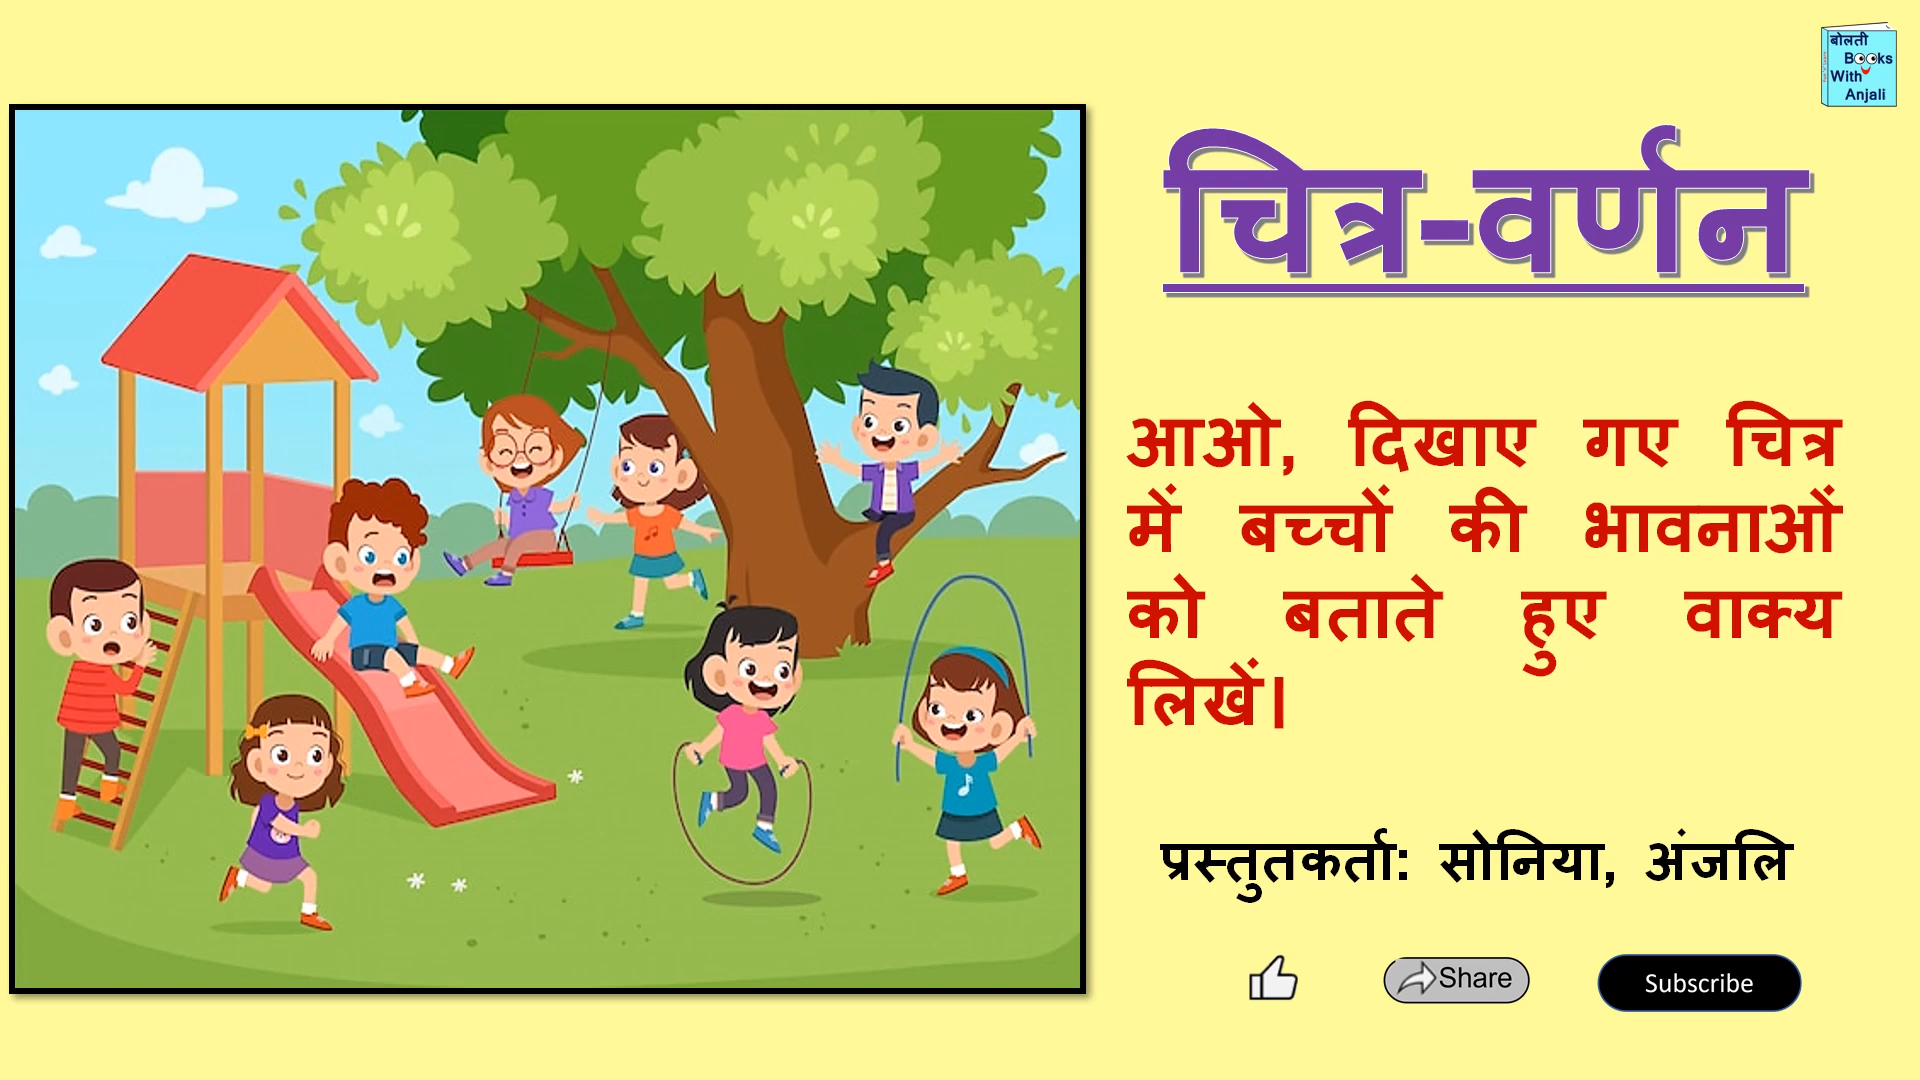 बोलती
Books
With
Anjali
चित्र-वर्णन
आओ, दिखाए गए चित्र
में बच्चों की भावनाओं
को बताते हुए वाक्य
लिखें।
प्रस्तुतकर्ता: सोनिया, अंजलि
Share
Subscribe